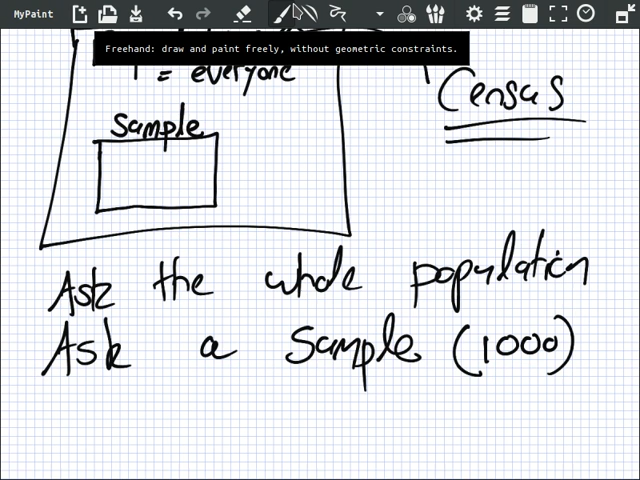 MyPaint
Freehand: draw and paint freely, without geometric constraints.
= everyone
Census
Sample
Ask the whole population
Ask a sample (1000)